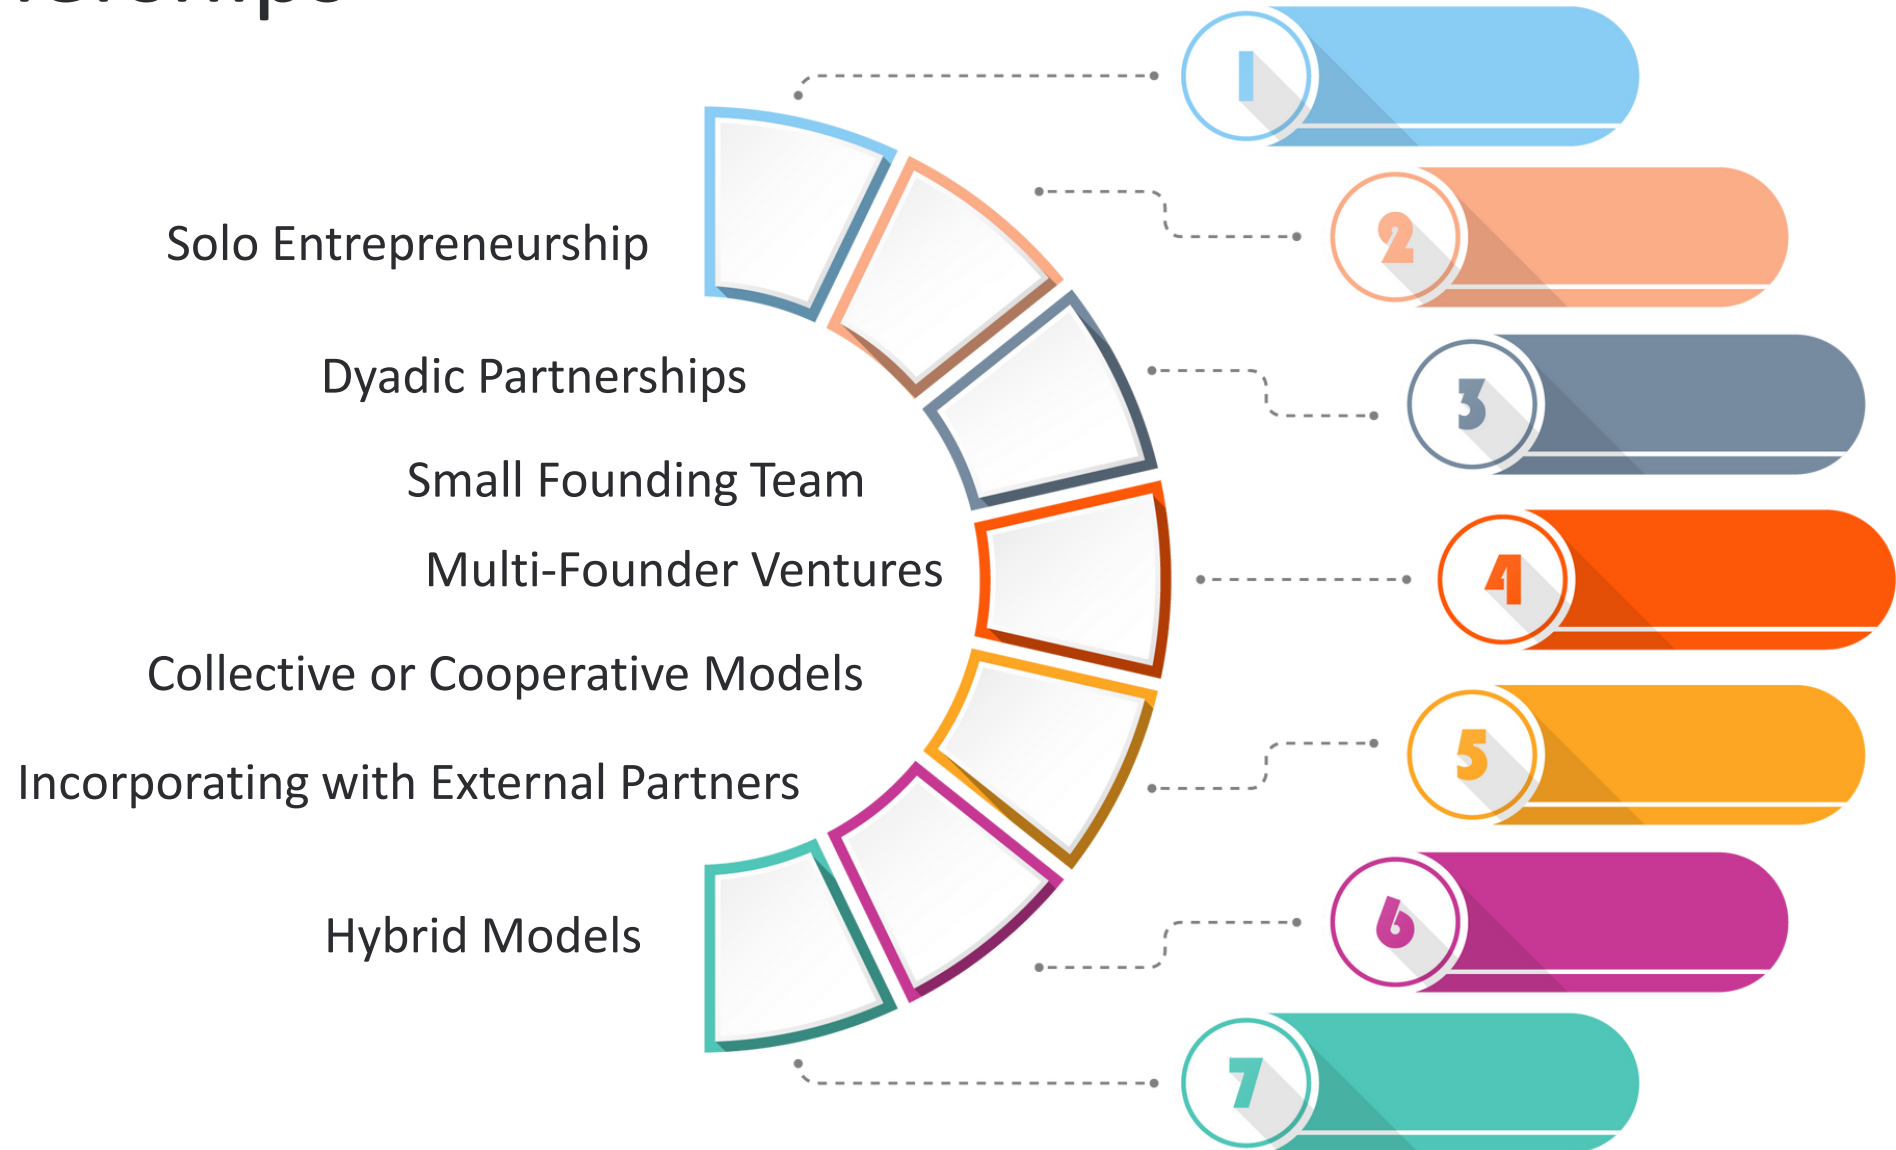 1
Solo Entrepreneurship
2
Dyadic Partnerships
3
Small Founding Team
4
Multi-Founder Ventures
5
Collective or Cooperative Models
6
Incorporating with External Partners
7
Hybrid Models